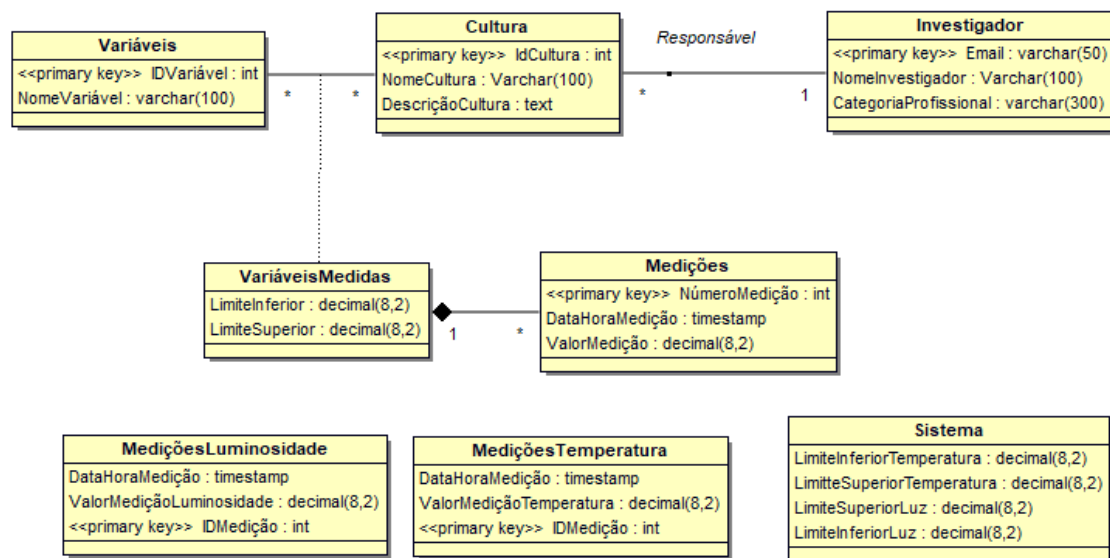 Variáveis
<<primary key>> IDVariável : int
NomeVariável : varchar(100)
*
*
Cultura
<<primary key>> IdCultura : int
NomeCultura : Varchar(100)
DescriçãoCultura : text
Responsável
*
1
Investigador
<<primary key>> Email : varchar(50)
NomeInvestigador : Varchar(100)
CategoriaProfissional : varchar(300)
VariáveisMedidas
LimiteInferior : decimal(8,2)
LimiteSuperior : decimal(8,2)
1
*
Medições
<<primary key>> NúmeroMedição : int
DataHoraMedição : timestamp
ValorMedição : decimal(8,2)
MediçõesLuminosidade
DataHoraMedição : timestamp
ValorMediçãoLuminosidade : decimal(8,2)
<<primary key>> IDMedição : int
MediçõesTemperatura
DataHoraMedição : timestamp
ValorMediçãoTemperatura : decimal(8,2)
<<primary key>> IDMedição : int
Sistema
LimiteInferiorTemperatura : decimal(8,2)
LimitteSuperiorTemperatura : decimal(8,2)
LimiteSuperiorLuz : decimal(8,2)
LimiteInferiorLuz : decimal(8,2)